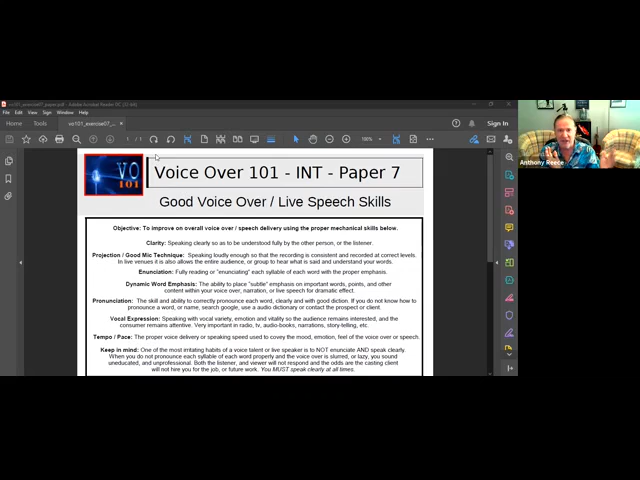 vo101_exercise07_paper.pdf - Adobe Acrobat Reader DC (32-bit)
File Edit View Sign Window Help
Home Tools vo101_exercise07_... × Sign In
1 / 1 100%
VO
101
Voice Over 101 - INT - Paper 7
Good Voice Over / Live Speech Skills
Objective: To improve on overall voice over / speech delivery using the proper mechanical skills below.
Clarity: Speaking clearly so as to be understood fully by the other person, or the listener.
Projection / Good Mic Technique: Speaking loudly enough so that the recording is consistent and recorded at correct levels.
In live venues it is also allows the entire audience, or group to hear what is said and understand your words.
Enunciation: Fully reading or "enunciating" each syllable of each word with the proper emphasis.
Dynamic Word Emphasis: The ability to place "subtle" emphasis on important words, points, and other
content within your voice over, narration, or live speech for dramatic effect.
Pronunciation: The skill and ability to correctly pronounce each word, clearly and with good diction. If you do not know how to
pronounce a word, or name, search google, use a audio dictionary or contact the prospect or client.
Vocal Expression: Speaking with vocal variety, emotion and vitality so the audience remains interested, and the
consumer remains attentive. Very important in radio, tv, audio-books, narrations, story-telling, etc.
Tempo / Pace: The proper voice delivery or speaking speed used to covey the mood, emotion, feel of the voice over or speech.
Keep in mind: One of the most irritating habits of a voice talent or live speaker is to NOT enunciate AND speak clearly.
When you do not pronounce each syllable of each word properly and the voice over is slurred, or lazy, you sound
uneducated, and unprofessional. Both the listener, and viewer will not respond and the odds are the casting client
will not hire you for the job, or future work. You MUST speak clearly at all times.
Anthony Reece